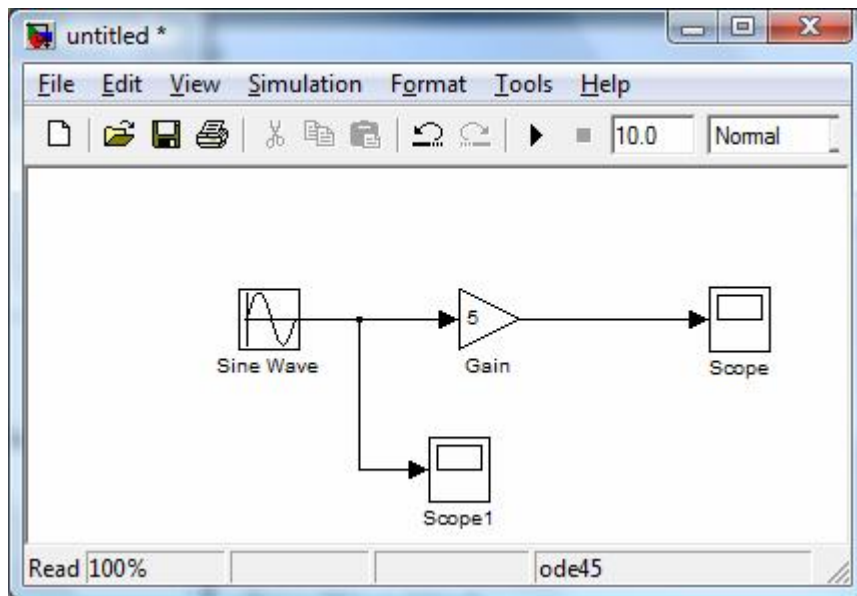 untitled *
File Edit View Simulation Format Tools Help
10.0 Normal
5
Sine Wave Gain Scope
Scope1
Read 100% ode45